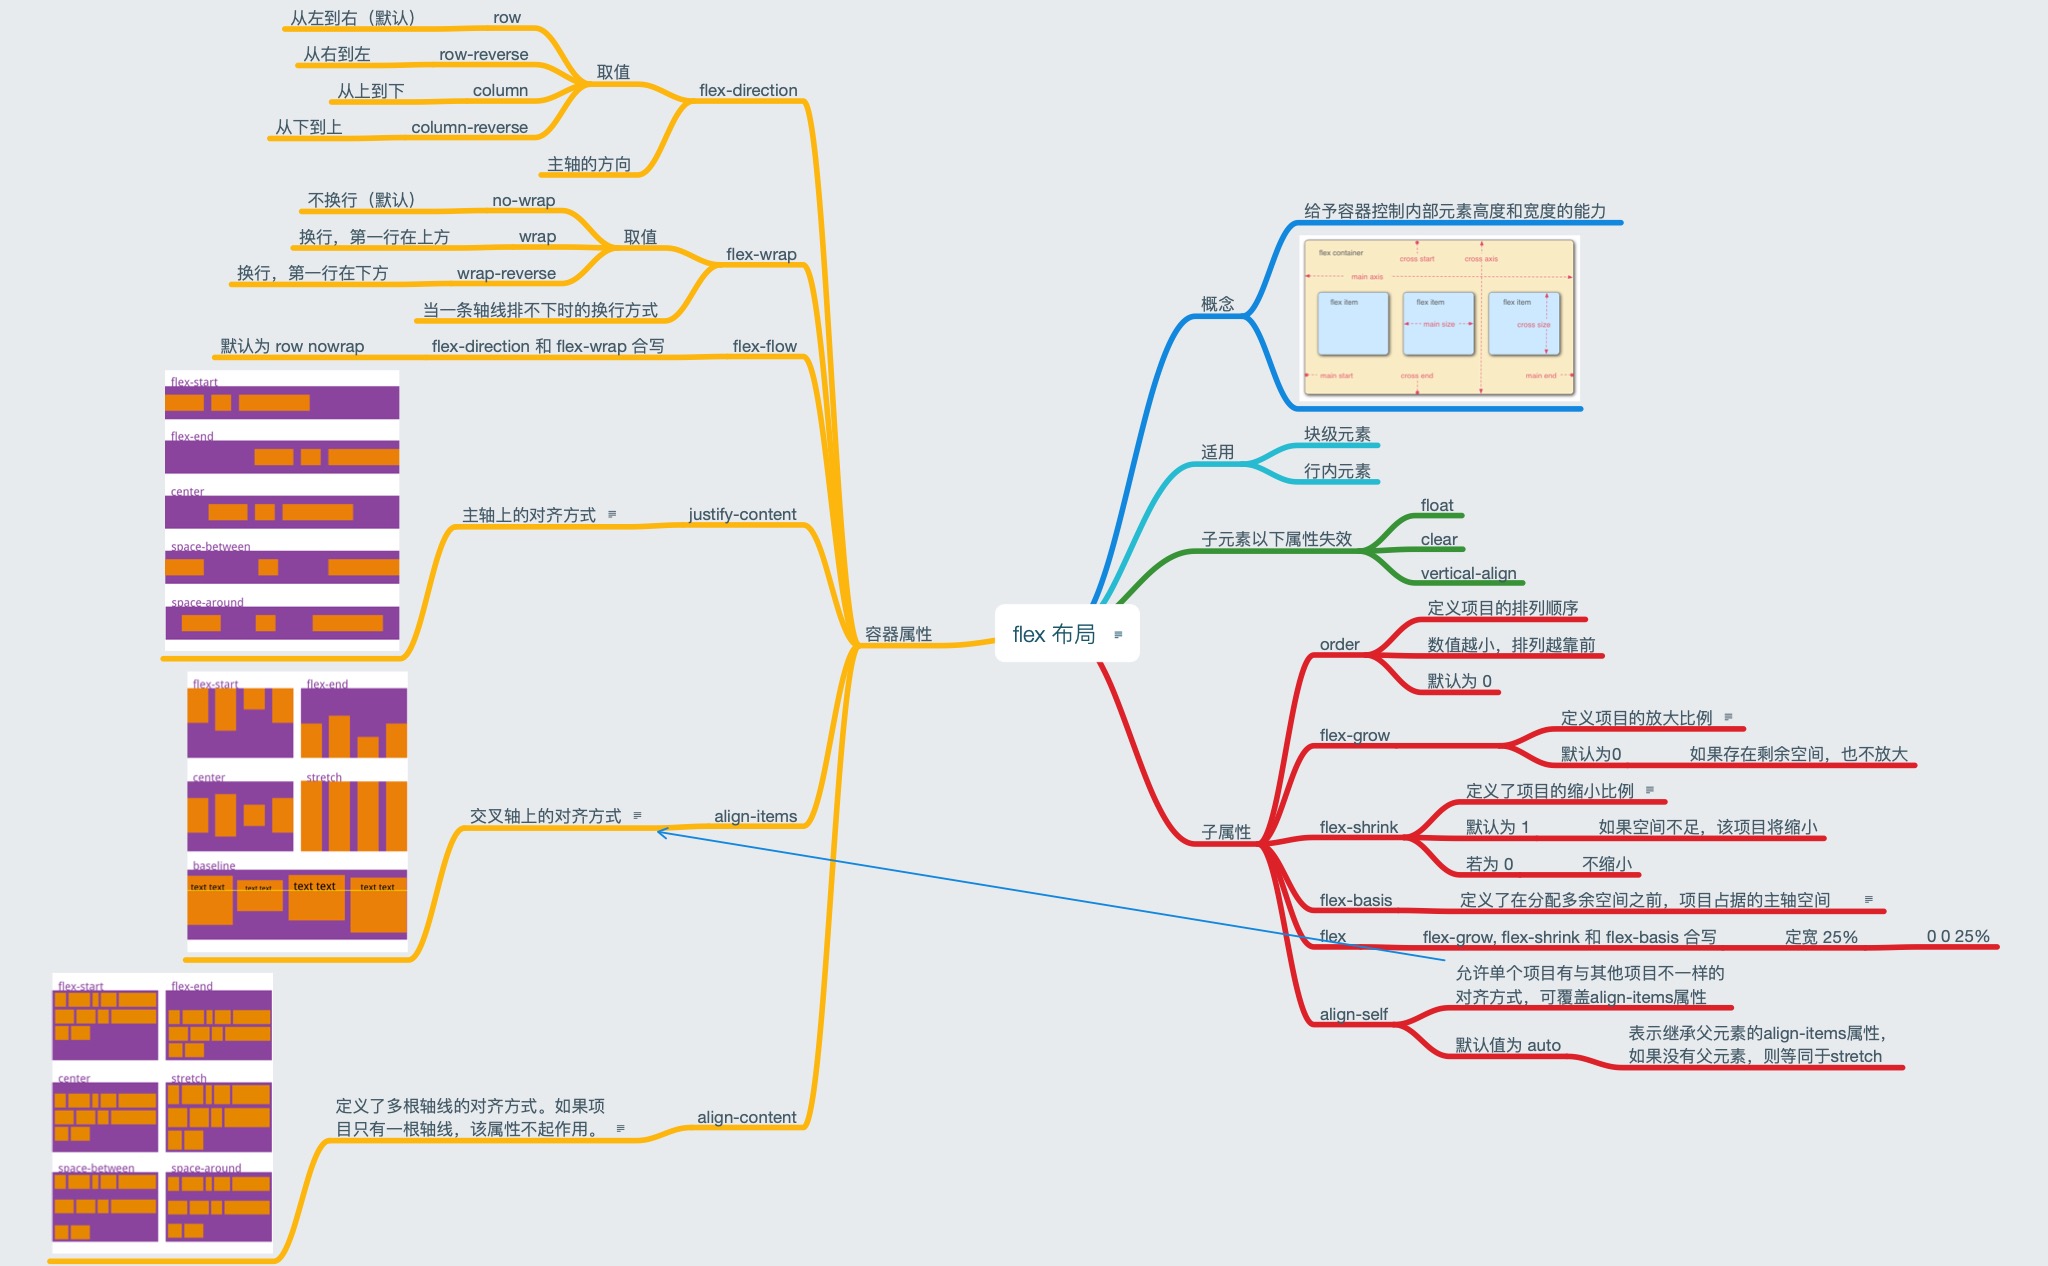 flex 布局
概念
给予容器控制内部元素高度和宽度的能力
flex container
cross start
cross axis
main axis
flex item
flex item
flex item
main size
cross size
main start
cross end
main end
适用
块级元素
行内元素
子元素以下属性失效
float
clear
vertical-align
子属性
order
定义项目的排列顺序
数值越小，排列越靠前
默认为 0
flex-grow
定义项目的放大比例
默认为0
如果存在剩余空间，也不放大
flex-shrink
定义了项目的缩小比例
默认为 1
如果空间不足，该项目将缩小
若为 0
不缩小
flex-basis
定义了在分配多余空间之前，项目占据的主轴空间
flex
flex-grow, flex-shrink 和 flex-basis 合写
定宽 25%
0 0 25%
align-self
允许单个项目有与其他项目不一样的
对齐方式，可覆盖align-items属性
默认值为 auto
表示继承父元素的align-items属性，
如果没有父元素，则等同于stretch
容器属性
flex-direction
取值
row
从左到右（默认）
row-reverse
从右到左
column
从上到下
column-reverse
从下到上
主轴的方向
flex-wrap
取值
no-wrap
不换行（默认）
wrap
换行，第一行在上方
wrap-reverse
换行，第一行在下方
当一条轴线排不下时的换行方式
flex-flow
flex-direction 和 flex-wrap 合写
默认为 row nowrap
justify-content
主轴上的对齐方式
flex-start
flex-end
center
space-between
space-around
align-items
交叉轴上的对齐方式
flex-start
flex-end
center
stretch
baseline
text text
text text
text text
text text
align-content
定义了多根轴线的对齐方式。如果项
目只有一根轴线，该属性不起作用。
flex-start
flex-end
center
stretch
space-between
space-around